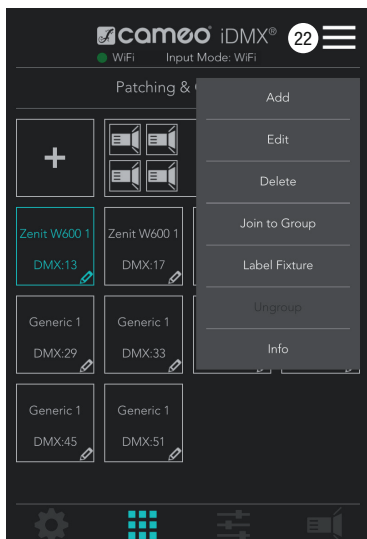 cameo iDMX®
22
WiFi Input Mode: WiFi
Patching &
Add
Edit
Delete
Join to Group
Label Fixture
Ungroup
Info
Zenit W600 1
DMX:13
Zenit W600 1
DMX:17
Generic 1
DMX:29
Generic 1
DMX:33
Generic 1
DMX:45
Generic 1
DMX:51